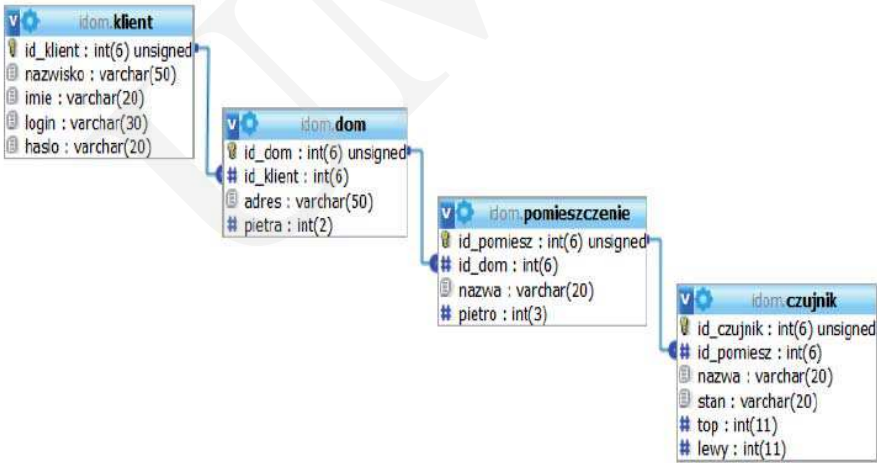 idom.klient
id_klient : int(6) unsigned
nazwisko : varchar(50)
imie : varchar(20)
login : varchar(30)
haslo : varchar(20)
idom.dom
id_dom : int(6) unsigned
id_klient : int(6)
adres : varchar(50)
pietra : int(2)
idom.pomieszczenie
id_pomiesz : int(6) unsigned
id_dom : int(6)
nazwa : varchar(20)
pietro : int(3)
idom.czujnik
id_czujnik : int(6) unsigned
id_pomiesz : int(6)
nazwa : varchar(20)
stan : varchar(20)
top : int(11)
lewy : int(11)